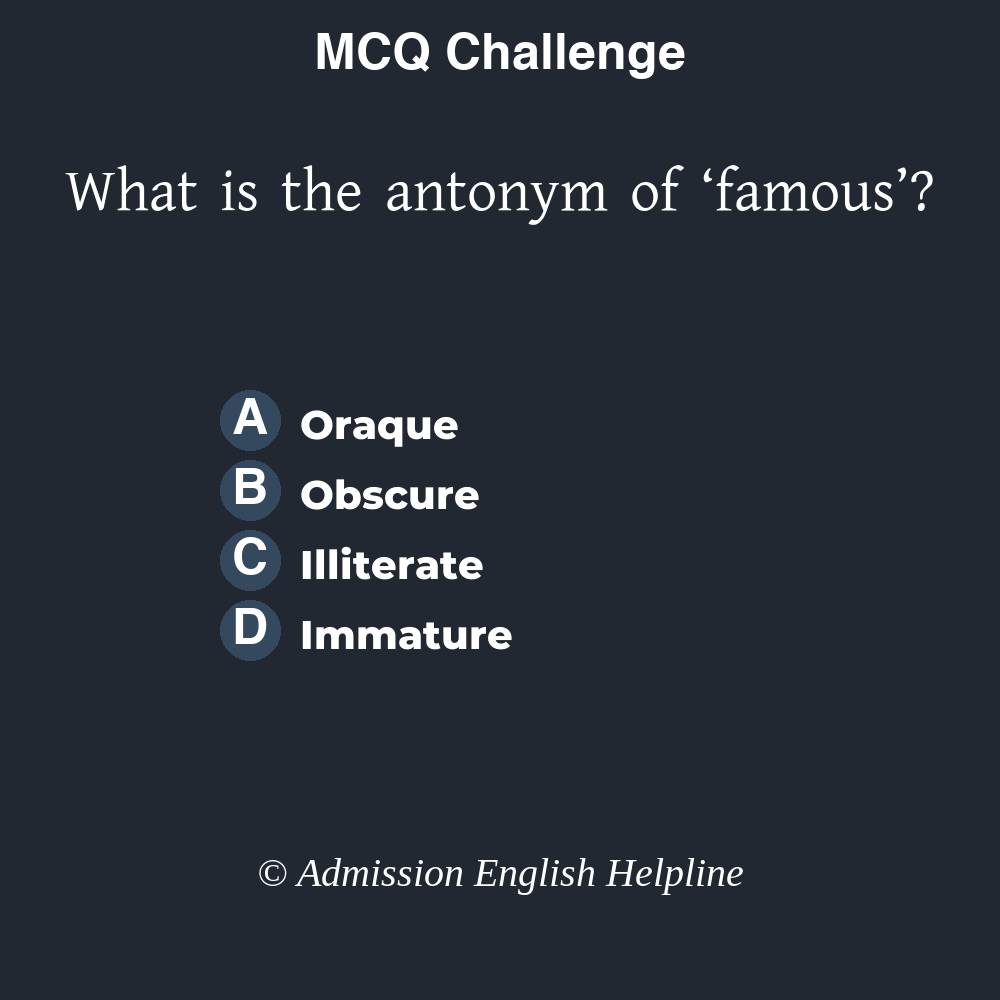 MCQ Challenge
What is the antonym of ‘famous’?
A Oraque
B Obscure
C Illiterate
D Immature
© Admission English Helpline